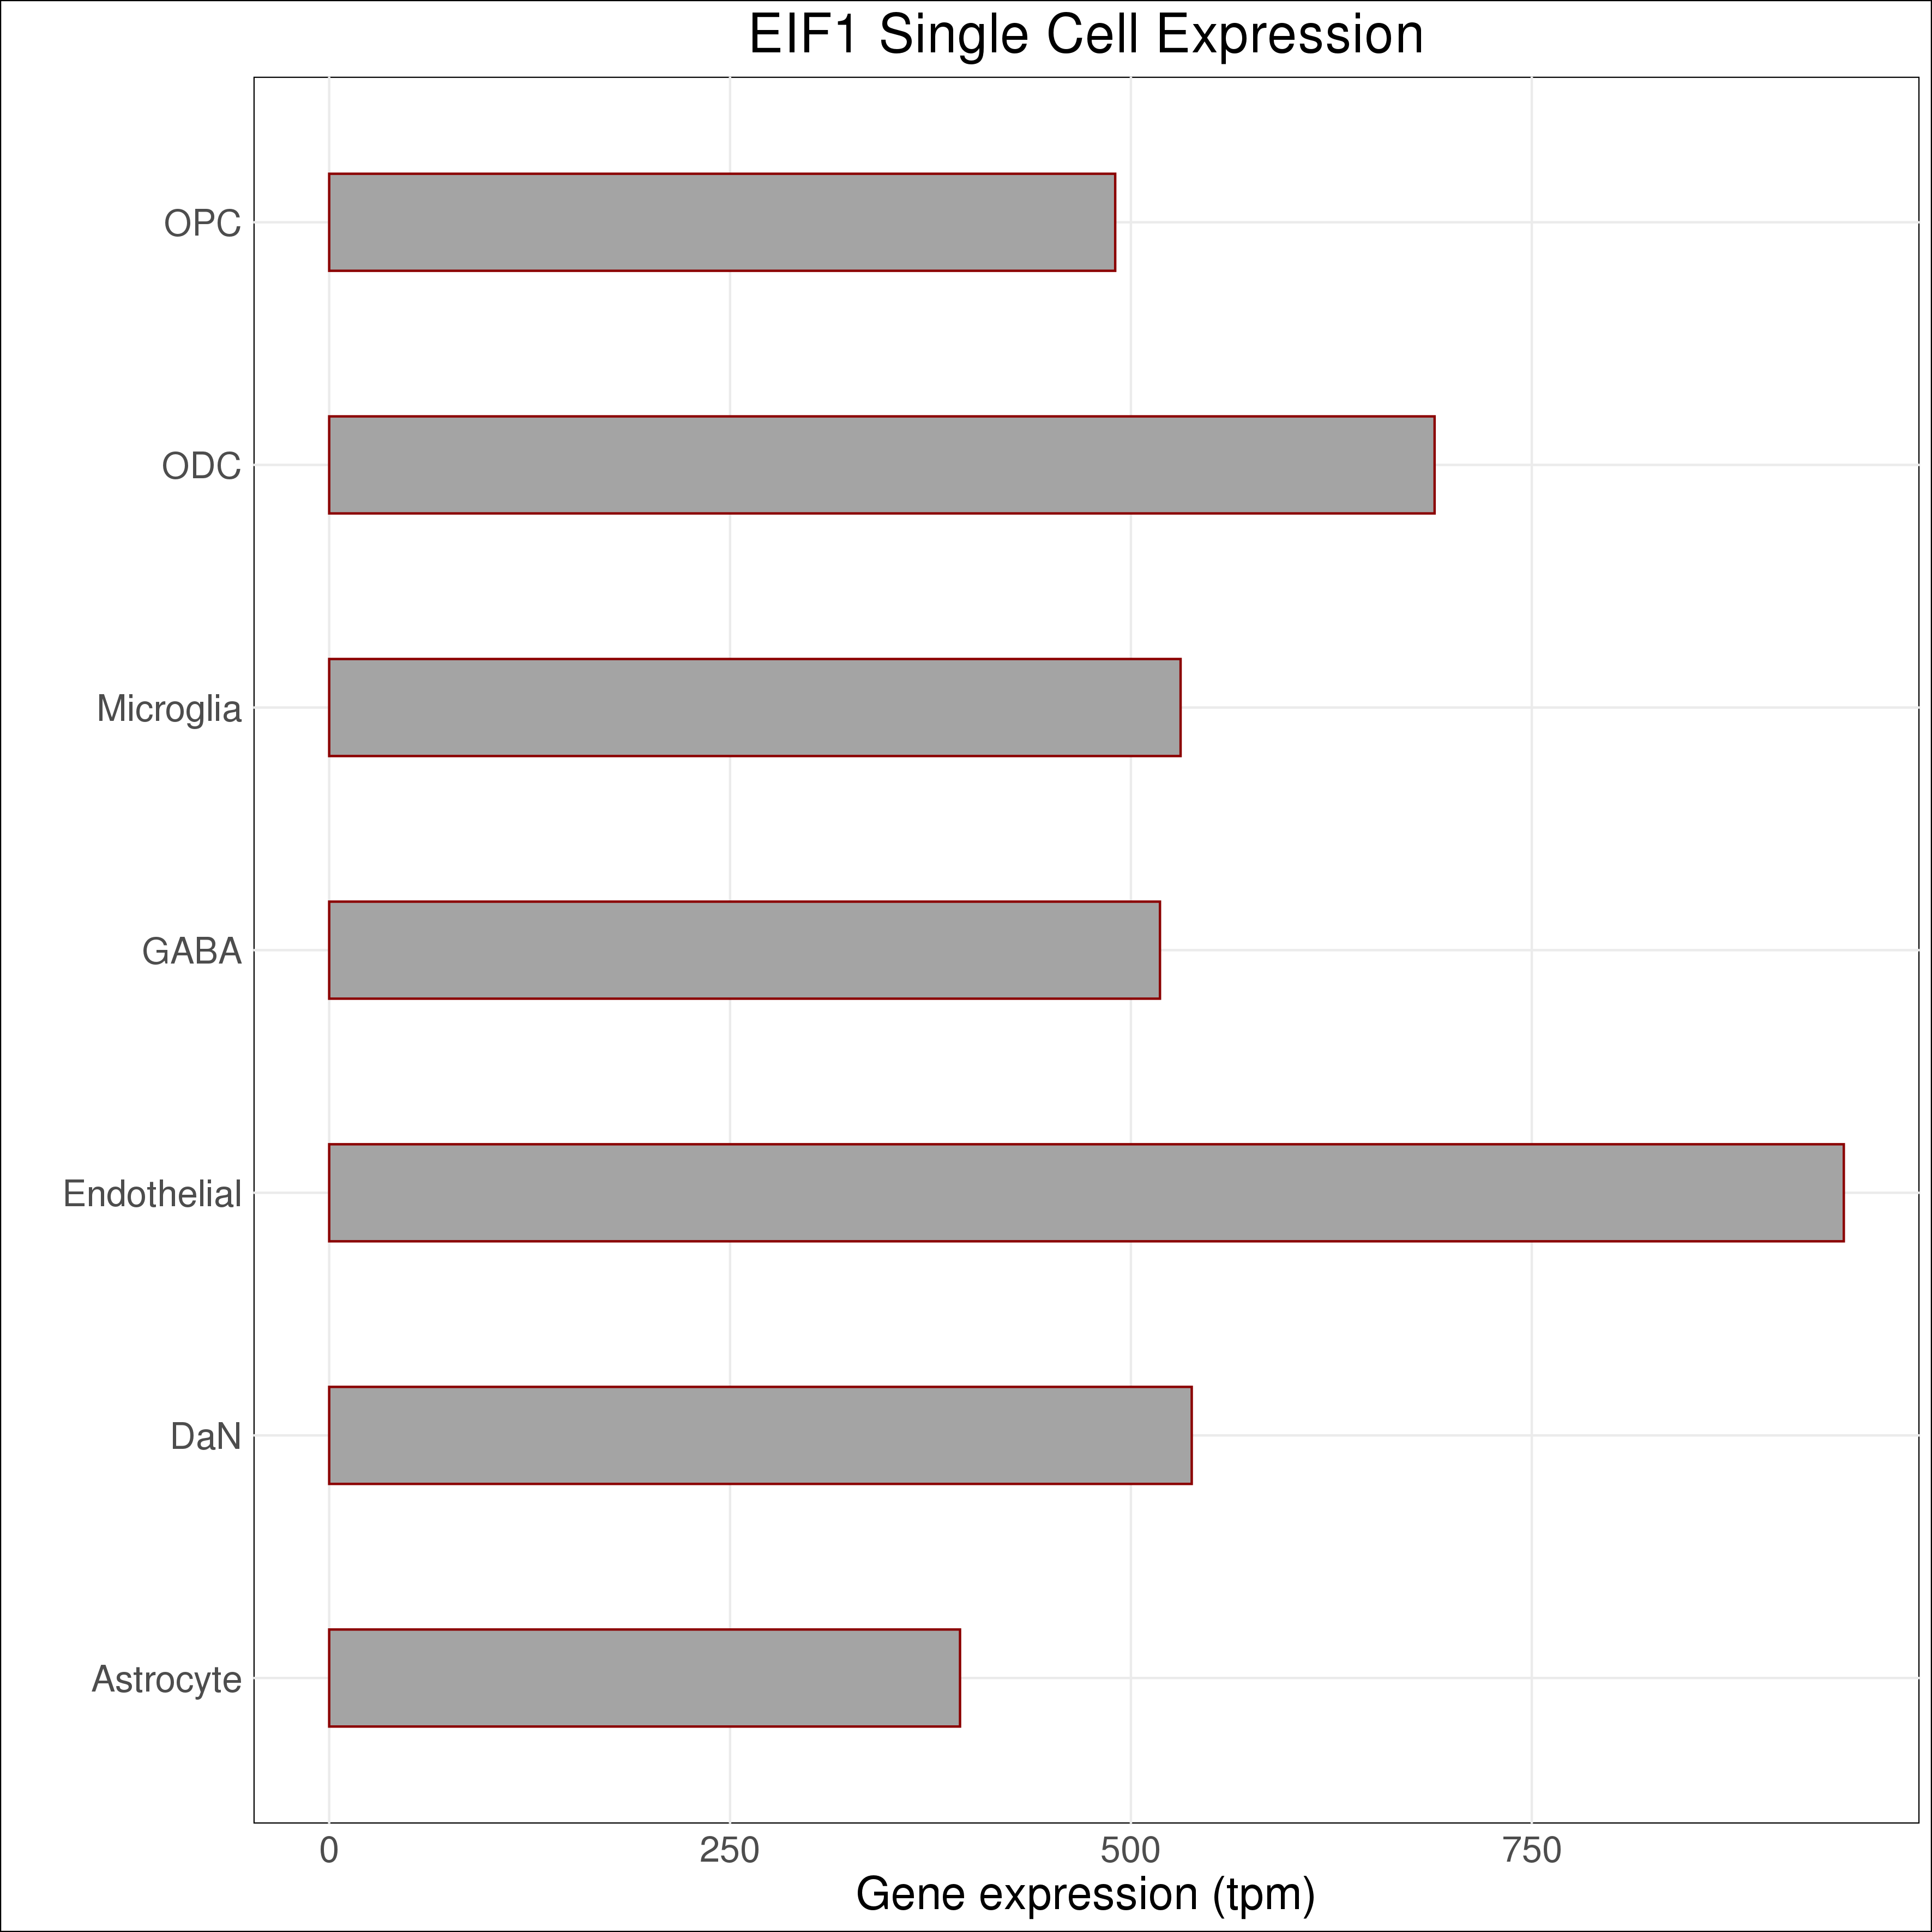 EIF1 Single Cell Expression
OPC
ODC
Microglia
GABA
Endothelial
DaN
Astrocyte
0 250 500 750
Gene expression (tpm)